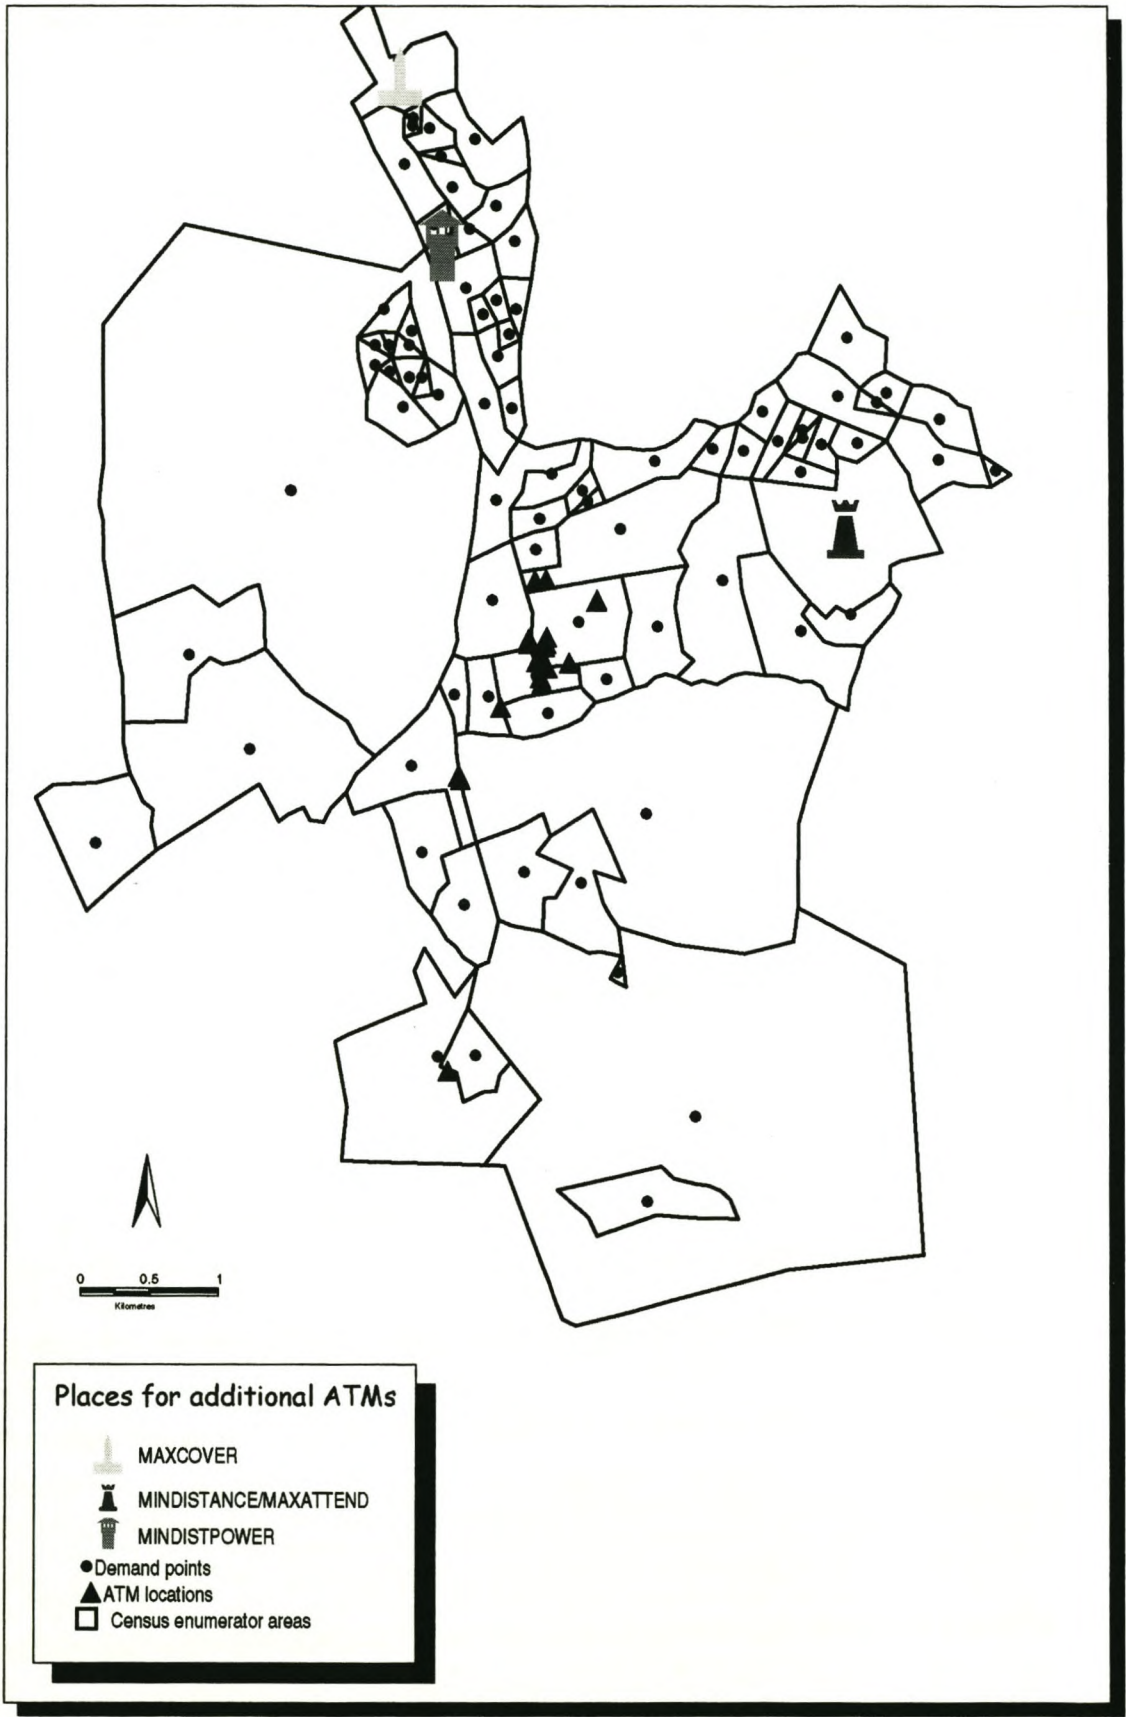 0 0.5 1
Kilometres
Places for additional ATMs
MAXCOVER
MINDISTANCE/MAXATTEND
MINDISTPOWER
Demand points
ATM locations
Census enumerator areas